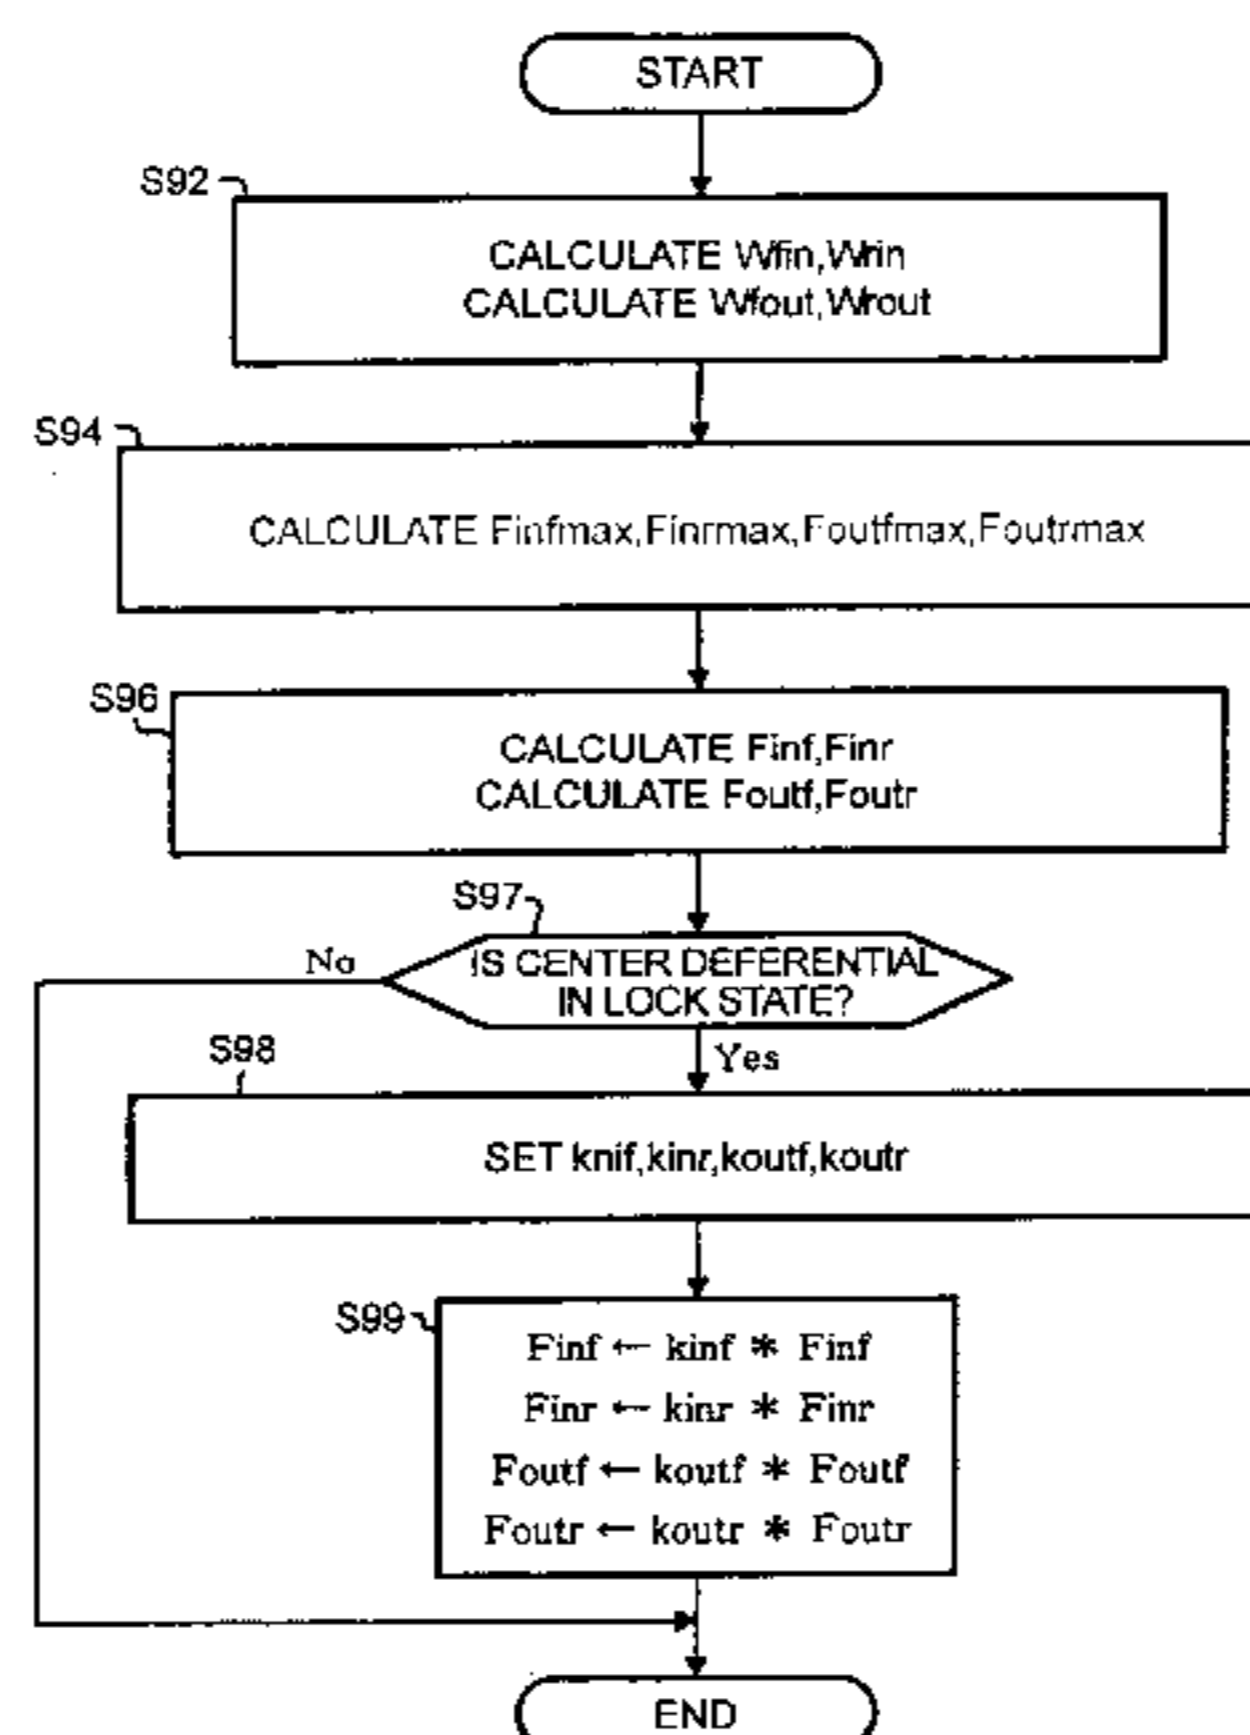 START
S92
CALCULATE Wfin,Wrin
CALCULATE Wfout,Wrout
S94
CALCULATE Finfmax,Finrmax,Foutfmax,Foutrmax
S96
CALCULATE Finf,Finr
CALCULATE Foutf,Foutr
S97
No
IS CENTER DEFERENTIAL
IN LOCK STATE?
Yes
S98
SET knif,kinr,koutf,koutr
S99
Finf ← kinf * Finf
Finr ← kinr * Finr
Foutf ← koutf * Foutf
Foutr ← koutr * Foutr
END